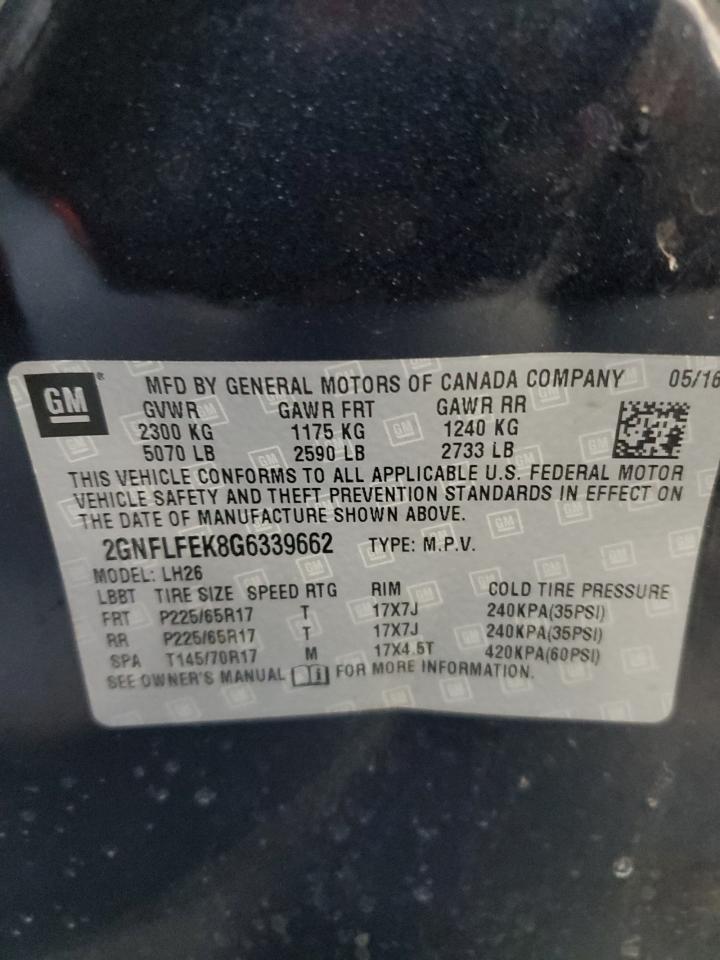 GM
MFD BY GENERAL MOTORS OF CANADA COMPANY 05/16
GVWR GAWR FRT GAWR RR
2300 KG 1175 KG 1240 KG
5070 LB 2590 LB 2733 LB
THIS VEHICLE CONFORMS TO ALL APPLICABLE U.S. FEDERAL MOTOR
VEHICLE SAFETY AND THEFT PREVENTION STANDARDS IN EFFECT ON
THE DATE OF MANUFACTURE SHOWN ABOVE.
2GNFLFEK8G6339662 TYPE: M.P.V.
MODEL: LH26
LBBT TIRE SIZE SPEED RTG RIM COLD TIRE PRESSURE
FRT P225/65R17 T 17X7J 240KPA(35PSI)
RR P225/65R17 T 17X7J 240KPA(35PSI)
SPA T145/70R17 M 17X4.5T 420KPA(60PSI)
SEE OWNER'S MANUAL FOR MORE INFORMATION.